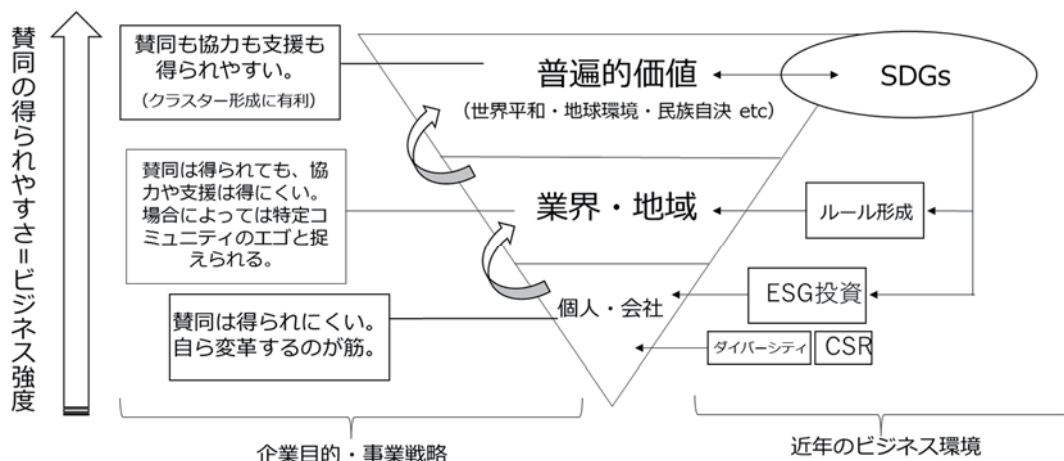 賛同の得られやすさ＝ビジネス強度
賛同も協力も支援も
得られやすい。
（クラスター形成に有利）
普遍的価値
（世界平和・地球環境・民族自決 etc）
SDGs
賛同は得られても、協
力や支援は得にくい。
場合によっては特定コ
ミュニティのエゴと捉
えられる。
業界・地域
ルール形成
賛同は得られにくい。
自ら変革するのが筋。
個人・会社
ESG投資
ダイバーシティ
CSR
企業目的・事業戦略
近年のビジネス環境